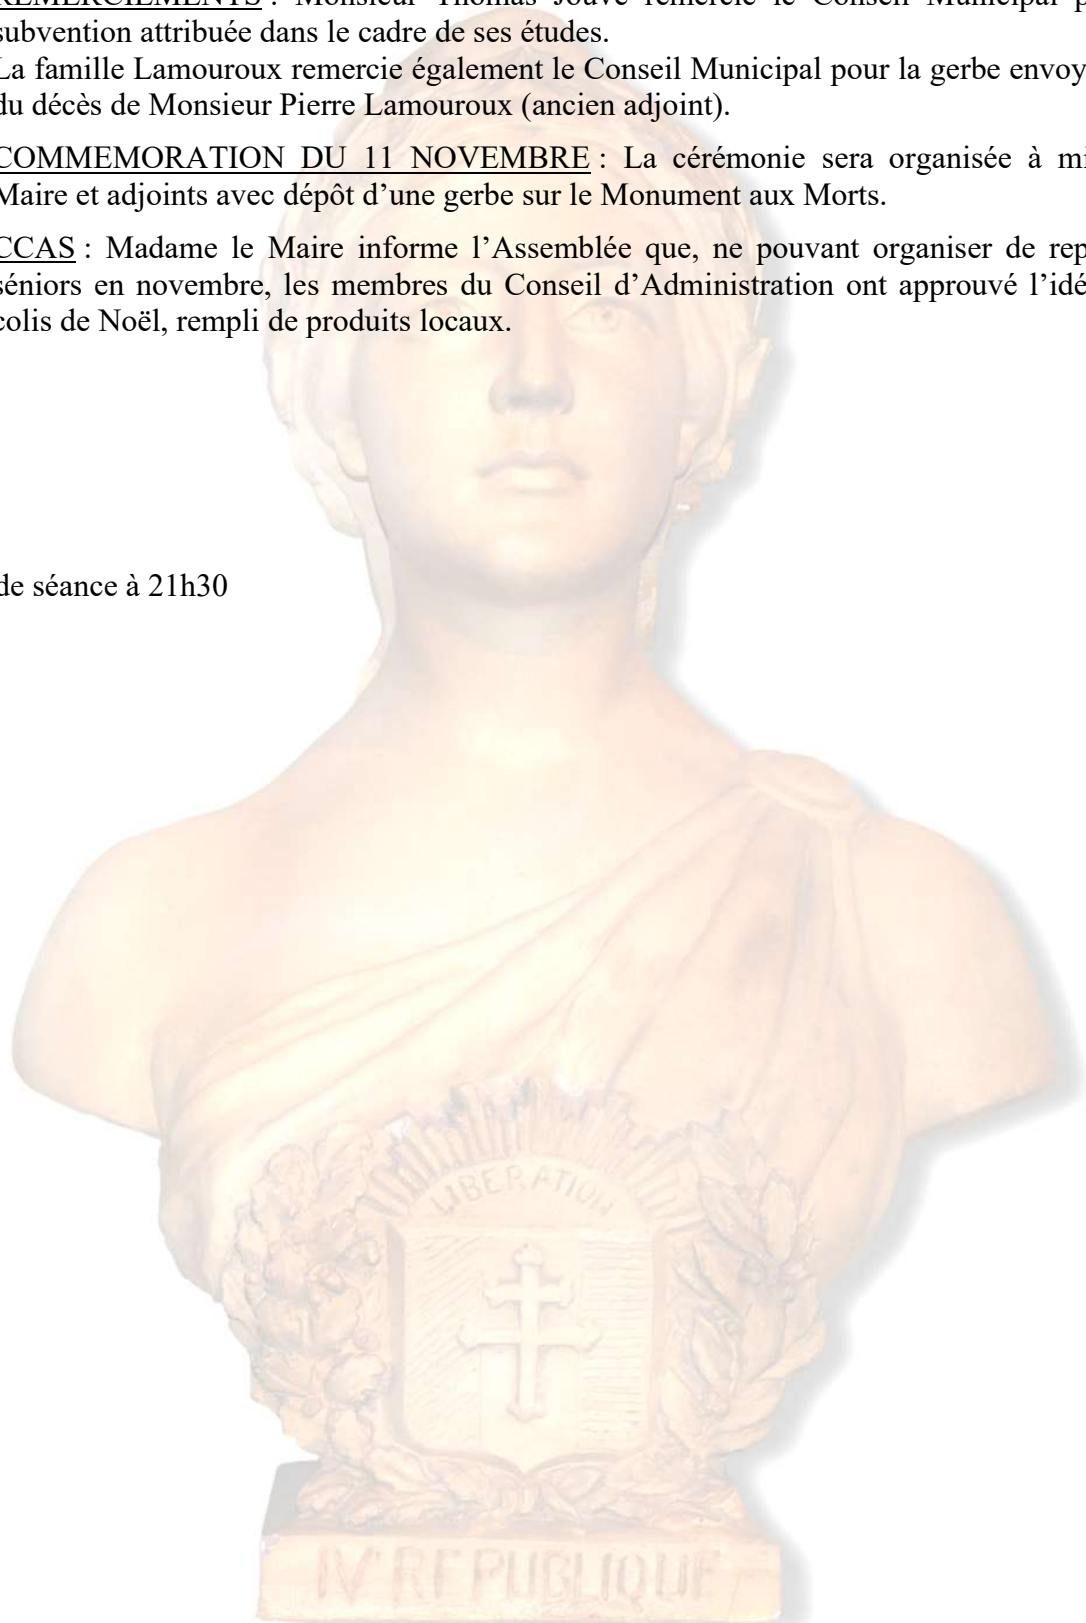 REMERCIEMENTS : Monsieur Thomas Jouve remercie le Conseil Municipal p
subvention attribuée dans le cadre de ses études.
La famille Lamouroux remercie également le Conseil Municipal pour la gerbe envoy
du décès de Monsieur Pierre Lamouroux (ancien adjoint).
COMMEMORATION DU 11 NOVEMBRE : La cérémonie sera organisée à mi
Maire et adjoints avec dépôt d’une gerbe sur le Monument aux Morts.
CCAS : Madame le Maire informe l’Assemblée que, ne pouvant organiser de rep
séniors en novembre, les membres du Conseil d’Administration ont approuvé l’idé
colis de Noël, rempli de produits locaux.
de séance à 21h30
LIBERATION
IVᵉ REPUBLIQUE